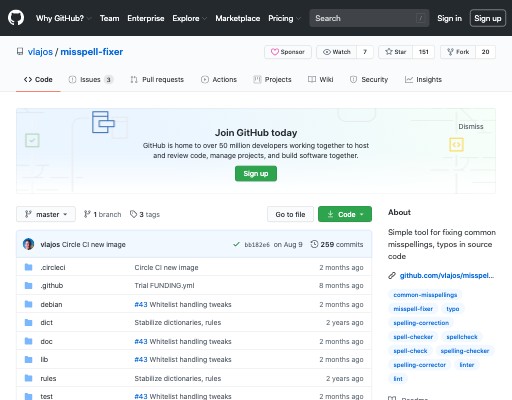 Why GitHub? Team Enterprise Explore Marketplace Pricing Search / Sign in Sign up
vlajos / misspell-fixer
Sponsor Watch 7 Star 151 Fork 20
Code Issues 3 Pull requests Actions Projects Wiki Security Insights
Join GitHub today
Dismiss
GitHub is home to over 50 million developers working together to host
and review code, manage projects, and build software together.
Sign up
master 1 branch 3 tags Go to file Code
vlajos Circle CI new image bb182e6 on Aug 9 259 commits
.circleci Circle CI new image 2 months ago
.github Trial FUNDING.yml 8 months ago
debian #43 Whitelist handling tweaks 2 months ago
dict Stabilize dictionaries, rules 2 years ago
doc #43 Whitelist handling tweaks 2 months ago
lib #43 Whitelist handling tweaks 2 months ago
rules Stabilize dictionaries, rules 2 years ago
test #43 Whitelist handling tweaks 2 months ago
About
Simple tool for fixing common
misspellings, typos in source
code
github.com/vlajos/misspel...
common-misspellings
misspell-fixer typo
spelling-correction
spell-checker spellcheck
spell-check spelling-checker
spelling-corrector linter
lint
Readme